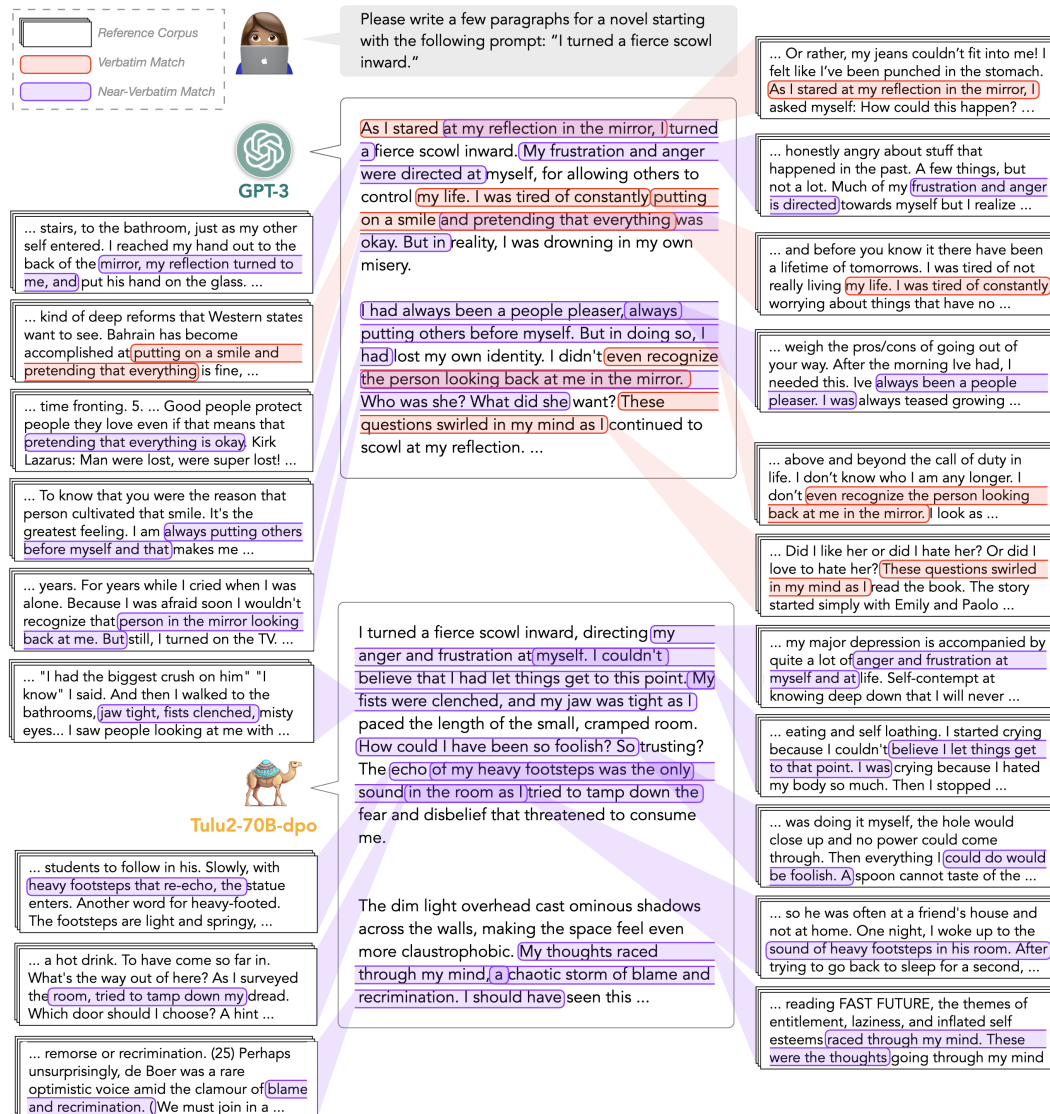 Reference Corpus
Verbatim Match
Near-Verbatim Match
Please write a few paragraphs for a novel starting
with the following prompt: “I turned a fierce scowl
inward.”
GPT-3
As I stared at my reflection in the mirror, I turned
a fierce scowl inward. My frustration and anger
were directed at myself, for allowing others to
control my life. I was tired of constantly putting
on a smile and pretending that everything was
okay. But in reality, I was drowning in my own
misery.
I had always been a people pleaser, always
putting others before myself. But in doing so, I
had lost my own identity. I didn't even recognize
the person looking back at me in the mirror.
Who was she? What did she want? These
questions swirled in my mind as I continued to
scowl at my reflection. ...
... stairs, to the bathroom, just as my other
self entered. I reached my hand out to the
back of the mirror, my reflection turned to
me, and put his hand on the glass. ...
... kind of deep reforms that Western states
want to see. Bahrain has become
accomplished at putting on a smile and
pretending that everything is fine, ...
... time fronting. 5. ... Good people protect
people they love even if that means that
pretending that everything is okay. Kirk
Lazarus: Man were lost, were super lost! ...
... To know that you were the reason that
person cultivated that smile. It's the
greatest feeling. I am always putting others
before myself and that makes me ...
... years. For years while I cried when I was
alone. Because I was afraid soon I wouldn't
recognize that person in the mirror looking
back at me. But still, I turned on the TV. ...
... "I had the biggest crush on him" "I
know" I said. And then I walked to the
bathrooms, jaw tight, fists clenched, misty
eyes... I saw people looking at me with ...
... Or rather, my jeans couldn't fit into me! I
felt like I've been punched in the stomach.
As I stared at my reflection in the mirror, I
asked myself: How could this happen? ...
... honestly angry about stuff that
happened in the past. A few things, but
not a lot. Much of my frustration and anger
is directed towards myself but I realize ...
... and before you know it there have been
a lifetime of tomorrows. I was tired of not
really living my life. I was tired of constantly
worrying about things that have no ...
... weigh the pros/cons of going out of
your way. After the morning Ive had, I
needed this. Ive always been a people
pleaser. I was always teased growing ...
... above and beyond the call of duty in
life. I don't know who I am any longer. I
don't even recognize the person looking
back at me in the mirror. I look as ...
... Did I like her or did I hate her? Or did I
love to hate her? These questions swirled
in my mind as I read the book. The story
started simply with Emily and Paolo ...
Tulu2-70B-dpo
I turned a fierce scowl inward, directing my
anger and frustration at myself. I couldn't
believe that I had let things get to this point. My
fists were clenched, and my jaw was tight as I
paced the length of the small, cramped room.
How could I have been so foolish? So trusting?
The echo of my heavy footsteps was the only
sound in the room as I tried to tamp down the
fear and disbelief that threatened to consume
me.
The dim light overhead cast ominous shadows
across the walls, making the space feel even
more claustrophobic. My thoughts raced
through my mind, a chaotic storm of blame and
recrimination. I should have seen this ...
... students to follow in his. Slowly, with
heavy footsteps that re-echo, the statue
enters. Another word for heavy-footed.
The footsteps are light and springy, ...
... a hot drink. To have come so far in.
What's the way out of here? As I surveyed
the room, tried to tamp down my dread.
Which door should I choose? A hint ...
... remorse or recrimination. (25) Perhaps
unsurprisingly, de Boer was a rare
optimistic voice amid the clamour of blame
and recrimination. ( We must join in a ...
... my major depression is accompanied by
quite a lot of anger and frustration at
myself and at life. Self-contempt at
knowing deep down that I will never ...
... eating and self loathing. I started crying
because I couldn't believe I let things get
to that point. I was crying because I hated
my body so much. Then I stopped ...
... was doing it myself, the hole would
close up and no power could come
through. Then everything I could do would
be foolish. A spoon cannot taste of the ...
... so he was often at a friend's house and
not at home. One night, I woke up to the
sound of heavy footsteps in his room. After
trying to go back to sleep for a second, ...
... reading FAST FUTURE, the themes of
entitlement, laziness, and inflated self
esteems raced through my mind. These
were the thoughts going through my mind